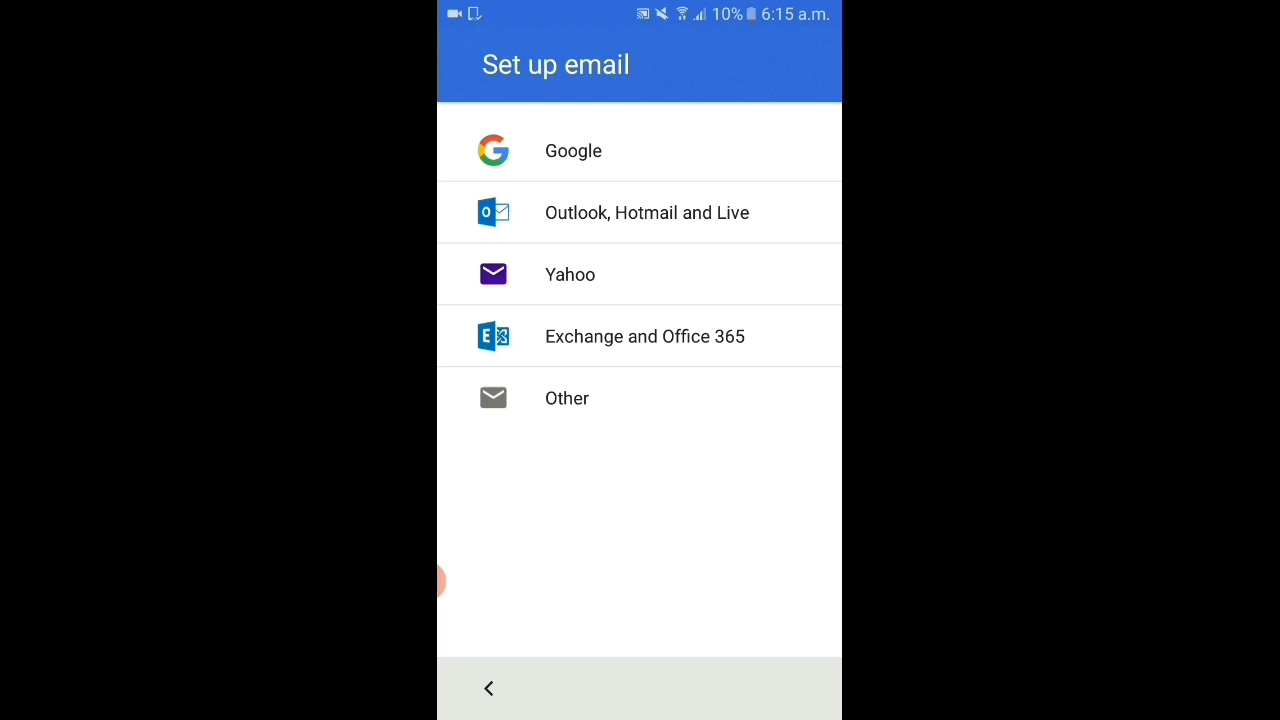 10% 6:15 a.m.
Set up email
Google
Outlook, Hotmail and Live
Yahoo
Exchange and Office 365
Other